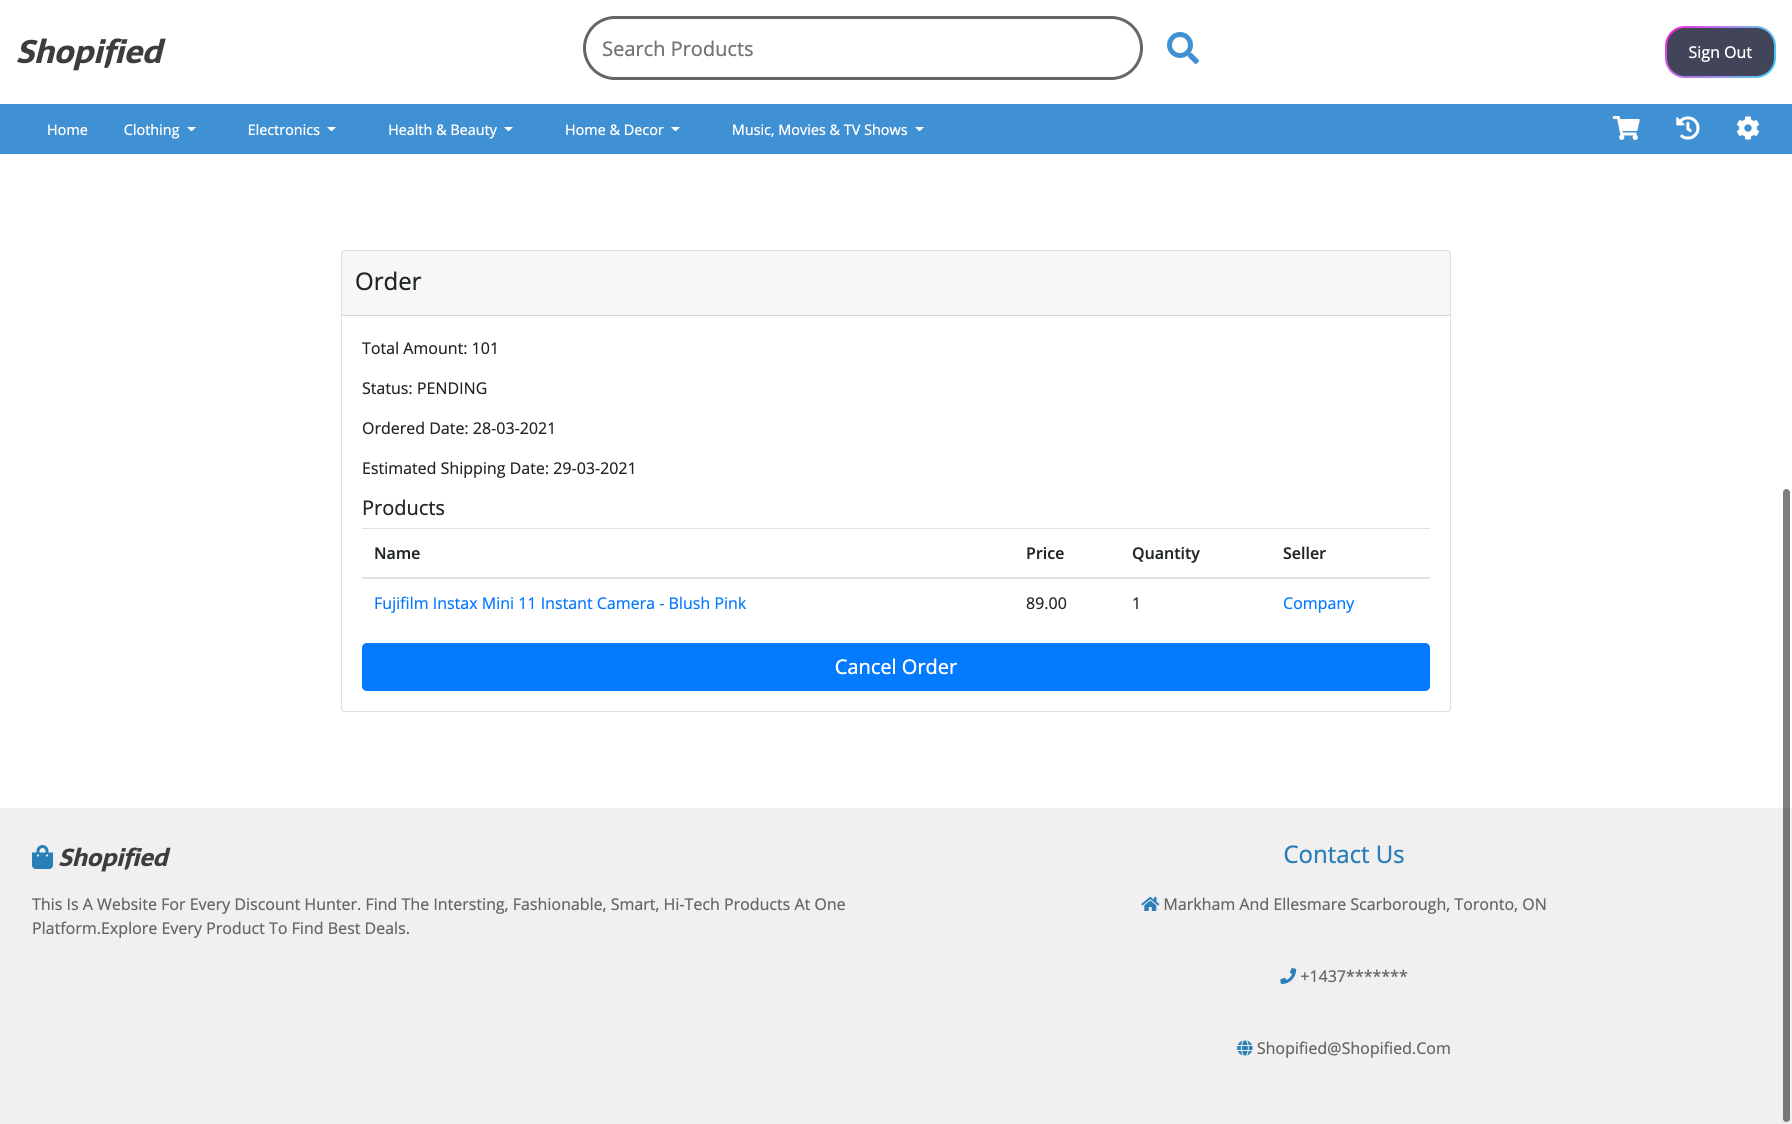 Shopified
Search Products
Sign Out
Home Clothing Electronics Health & Beauty Home & Decor Music, Movies & TV Shows
Order
Total Amount: 101
Status: PENDING
Ordered Date: 28-03-2021
Estimated Shipping Date: 29-03-2021
Products
Name Price Quantity Seller
Fujifilm Instax Mini 11 Instant Camera - Blush Pink 89.00 1 Company
Cancel Order
Shopified
This Is A Website For Every Discount Hunter. Find The Intersting, Fashionable, Smart, Hi-Tech Products At One
Platform.Explore Every Product To Find Best Deals.
Contact Us
Markham And Ellesmare Scarborough, Toronto, ON
+1437*******
Shopified@Shopified.Com